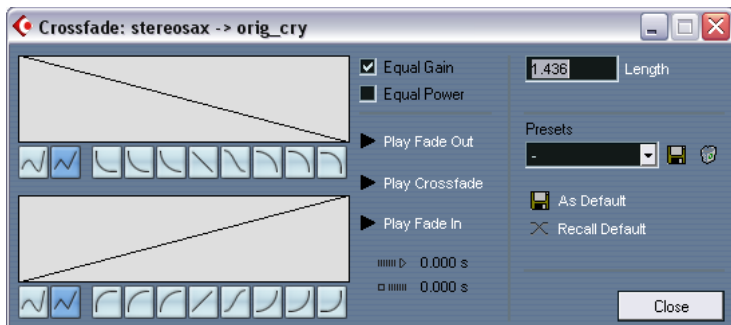 Crossfade: stereosax -> orig_cry
Equal Gain
Equal Power
1.436 Length
Play Fade Out
Play Crossfade
Play Fade In
0.000 s
0.000 s
Presets
-
As Default
Recall Default
Close